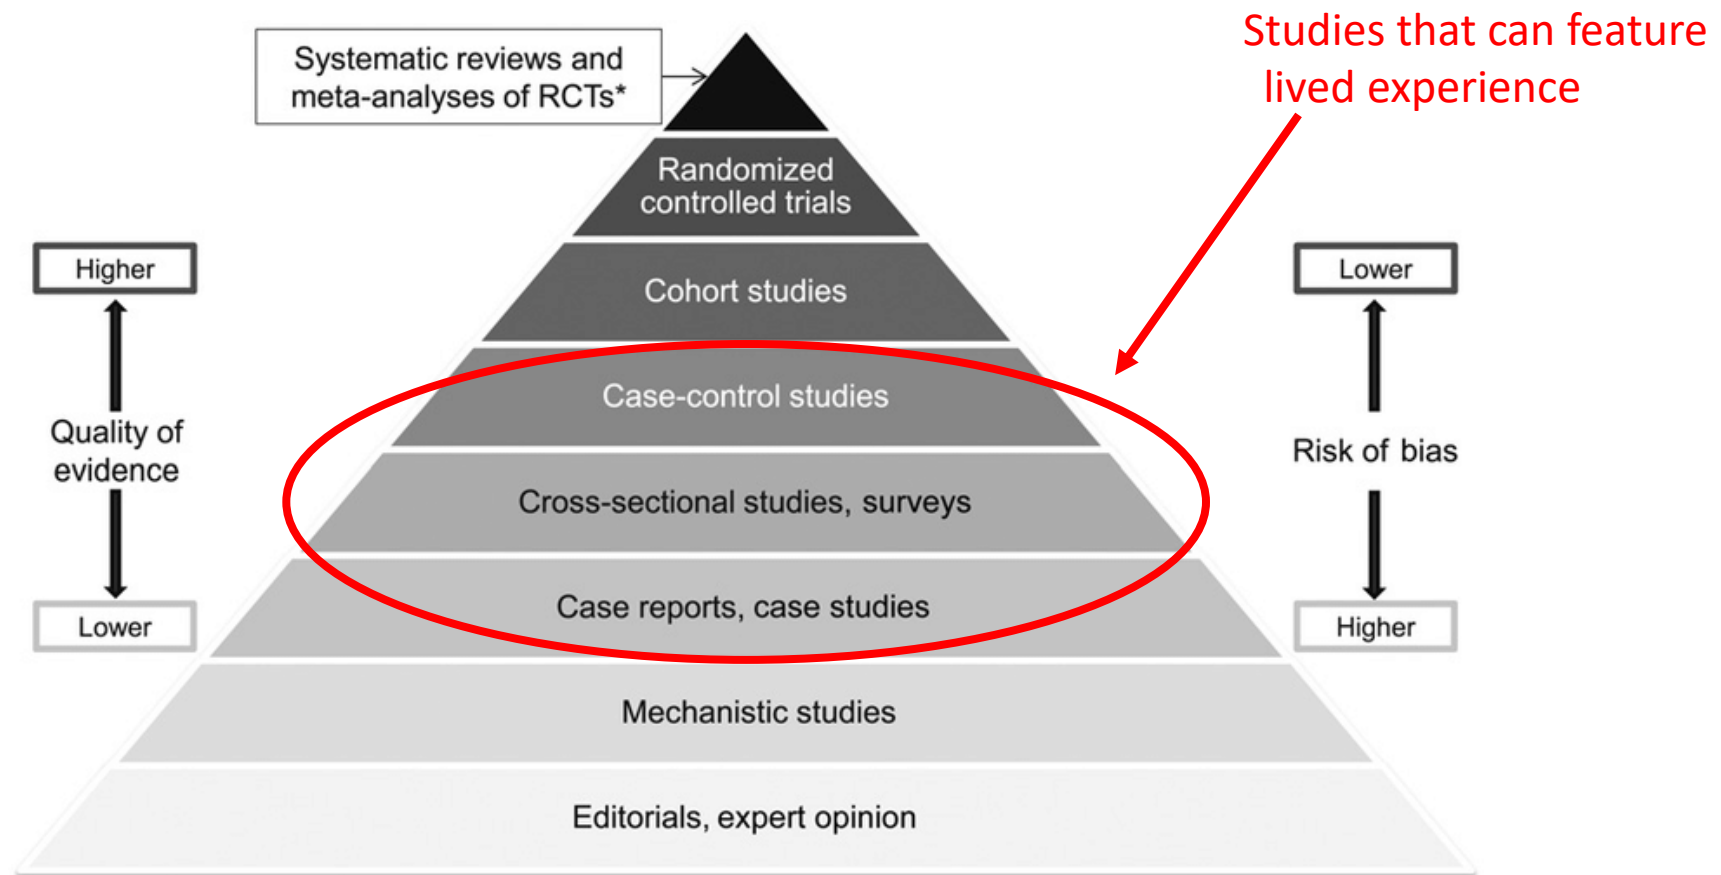 Studies that can feature
lived experience
Systematic reviews and
meta-analyses of RCTs*
Randomized
controlled trials
Higher
Cohort studies
Lower
Case-control studies
Quality of
evidence
Risk of bias
Cross-sectional studies, surveys
Case reports, case studies
Lower
Higher
Mechanistic studies
Editorials, expert opinion